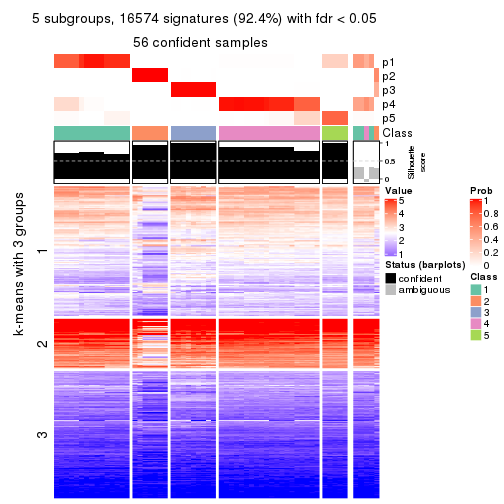 5 subgroups, 16574 signatures (92.4%) with fdr < 0.05
56 confident samples
p1
p2
p3
p4
p5
Class
1
0.5
0
Silhouette
score
k-means with 3 groups
1
2
3
Value
5
4
3
2
1
Status (barplots)
confident
ambiguous
Prob
1
0.8
0.6
0.4
0.2
0
Class
1
2
3
4
5